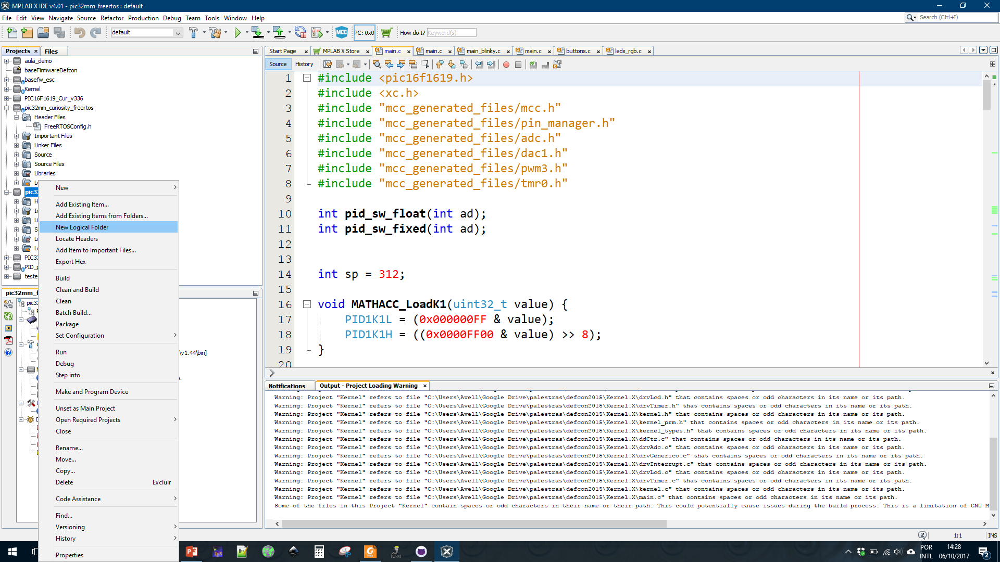 MPLAB X IDE v4.01 - pic32mm_freertos : default
File Edit View Navigate Source Refactor Production Debug Team Tools Window Help
Search (Ctrl+I)
default
MCC
PC: 0x0
How do I? Keyword(s)
Projects × Files
aula_demo
baseFirmwareDefcon
basefw_esc
Kernel
PIC16F1619_Cur_v336
pic32mm_curiosity_freertos
Header Files
FreeRTOSConfig.h
Important Files
Linker Files
Source
Source Files
Libraries
pic32mm_f
New
Add Existing Item...
Add Existing Items from Folders...
New Logical Folder
Locate Headers
Add Item to Important Files...
Export Hex
Build
Clean and Build
Clean
Batch Build...
Package
Set Configuration
Run
Debug
Step into
Make and Program Device
Unset as Main Project
Open Required Projects
Close
Rename...
Move...
Copy...
Delete Excluir
Code Assistance
Find...
Versioning
History
Properties
PID_p
teste
\v1.44\bin]
Start Page × MPLAB X Store × main.c × main.c × main_blinky.c × main.c × buttons.c × leds_rgb.c ×
Source History
1 #include <pic16f1619.h>
2 #include <xc.h>
3 #include "mcc_generated_files/mcc.h"
4 #include "mcc_generated_files/pin_manager.h"
5 #include "mcc_generated_files/adc.h"
6 #include "mcc_generated_files/dac1.h"
7 #include "mcc_generated_files/pwm3.h"
8 #include "mcc_generated_files/tmr0.h"
9
10 int pid_sw_float(int ad);
11 int pid_sw_fixed(int ad);
12
13
14 int sp = 312;
15
16 void MATHACC_LoadK1(uint32_t value) {
17 PID1K1L = (0x000000FF & value);
18 PID1K1H = ((0x0000FF00 & value) >> 8);
19 }
20
Notifications Output - Project Loading Warning ×
Warning: Project "Kernel" refers to file "C:\Users\Avell\Google Drive\palestras\defcon2015\Kernel.X\drvLcd.h" that contains spaces or odd characters in its name or its path.
Warning: Project "Kernel" refers to file "C:\Users\Avell\Google Drive\palestras\defcon2015\Kernel.X\drvTimer.h" that contains spaces or odd characters in its name or its path.
Warning: Project "Kernel" refers to file "C:\Users\Avell\Google Drive\palestras\defcon2015\Kernel.X\kernel.h" that contains spaces or odd characters in its name or its path.
Warning: Project "Kernel" refers to file "C:\Users\Avell\Google Drive\palestras\defcon2015\Kernel.X\kernel_prm.h" that contains spaces or odd characters in its name or its path.
Warning: Project "Kernel" refers to file "C:\Users\Avell\Google Drive\palestras\defcon2015\Kernel.X\kernel_types.h" that contains spaces or odd characters in its name or its path.
Warning: Project "Kernel" refers to file "C:\Users\Avell\Google Drive\palestras\defcon2015\Kernel.X\ddCtr.c" that contains spaces or odd characters in its name or its path.
Warning: Project "Kernel" refers to file "C:\Users\Avell\Google Drive\palestras\defcon2015\Kernel.X\drvAdc.c" that contains spaces or odd characters in its name or its path.
Warning: Project "Kernel" refers to file "C:\Users\Avell\Google Drive\palestras\defcon2015\Kernel.X\drvGenerico.c" that contains spaces or odd characters in its name or its path.
Warning: Project "Kernel" refers to file "C:\Users\Avell\Google Drive\palestras\defcon2015\Kernel.X\drvInterrupt.c" that contains spaces or odd characters in its name or its path.
Warning: Project "Kernel" refers to file "C:\Users\Avell\Google Drive\palestras\defcon2015\Kernel.X\drvLcd.c" that contains spaces or odd characters in its name or its path.
Warning: Project "Kernel" refers to file "C:\Users\Avell\Google Drive\palestras\defcon2015\Kernel.X\drvTimer.c" that contains spaces or odd characters in its name or its path.
Warning: Project "Kernel" refers to file "C:\Users\Avell\Google Drive\palestras\defcon2015\Kernel.X\kernel.c" that contains spaces or odd characters in its name or its path.
Warning: Project "Kernel" refers to file "C:\Users\Avell\Google Drive\palestras\defcon2015\Kernel.X\main.c" that contains spaces or odd characters in its name or its path.
Some of the files in this Project "Kernel" contain spaces or odd characters in their name or their path. This could potentially cause issues during the build process. This is a limitation of GNU M
2 1:1 INS
TERM
POR
INTL
14:28
06/10/2017
2